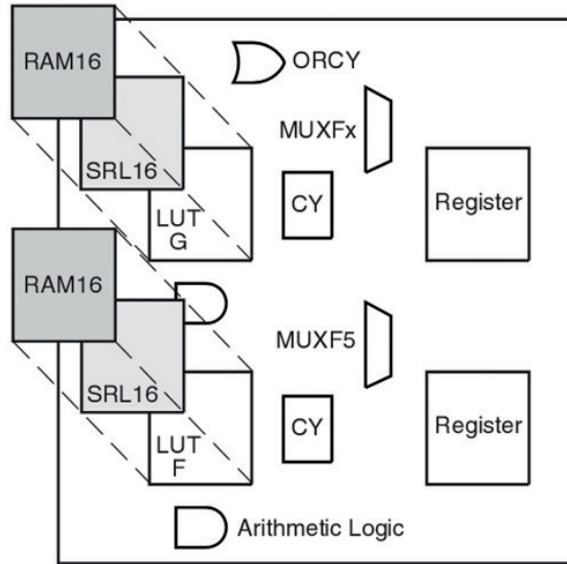 RAM16
ORCY
MUXFx
SRL16
LUT
G
CY
Register
RAM16
MUXF5
SRL16
LUT
F
CY
Register
Arithmetic Logic